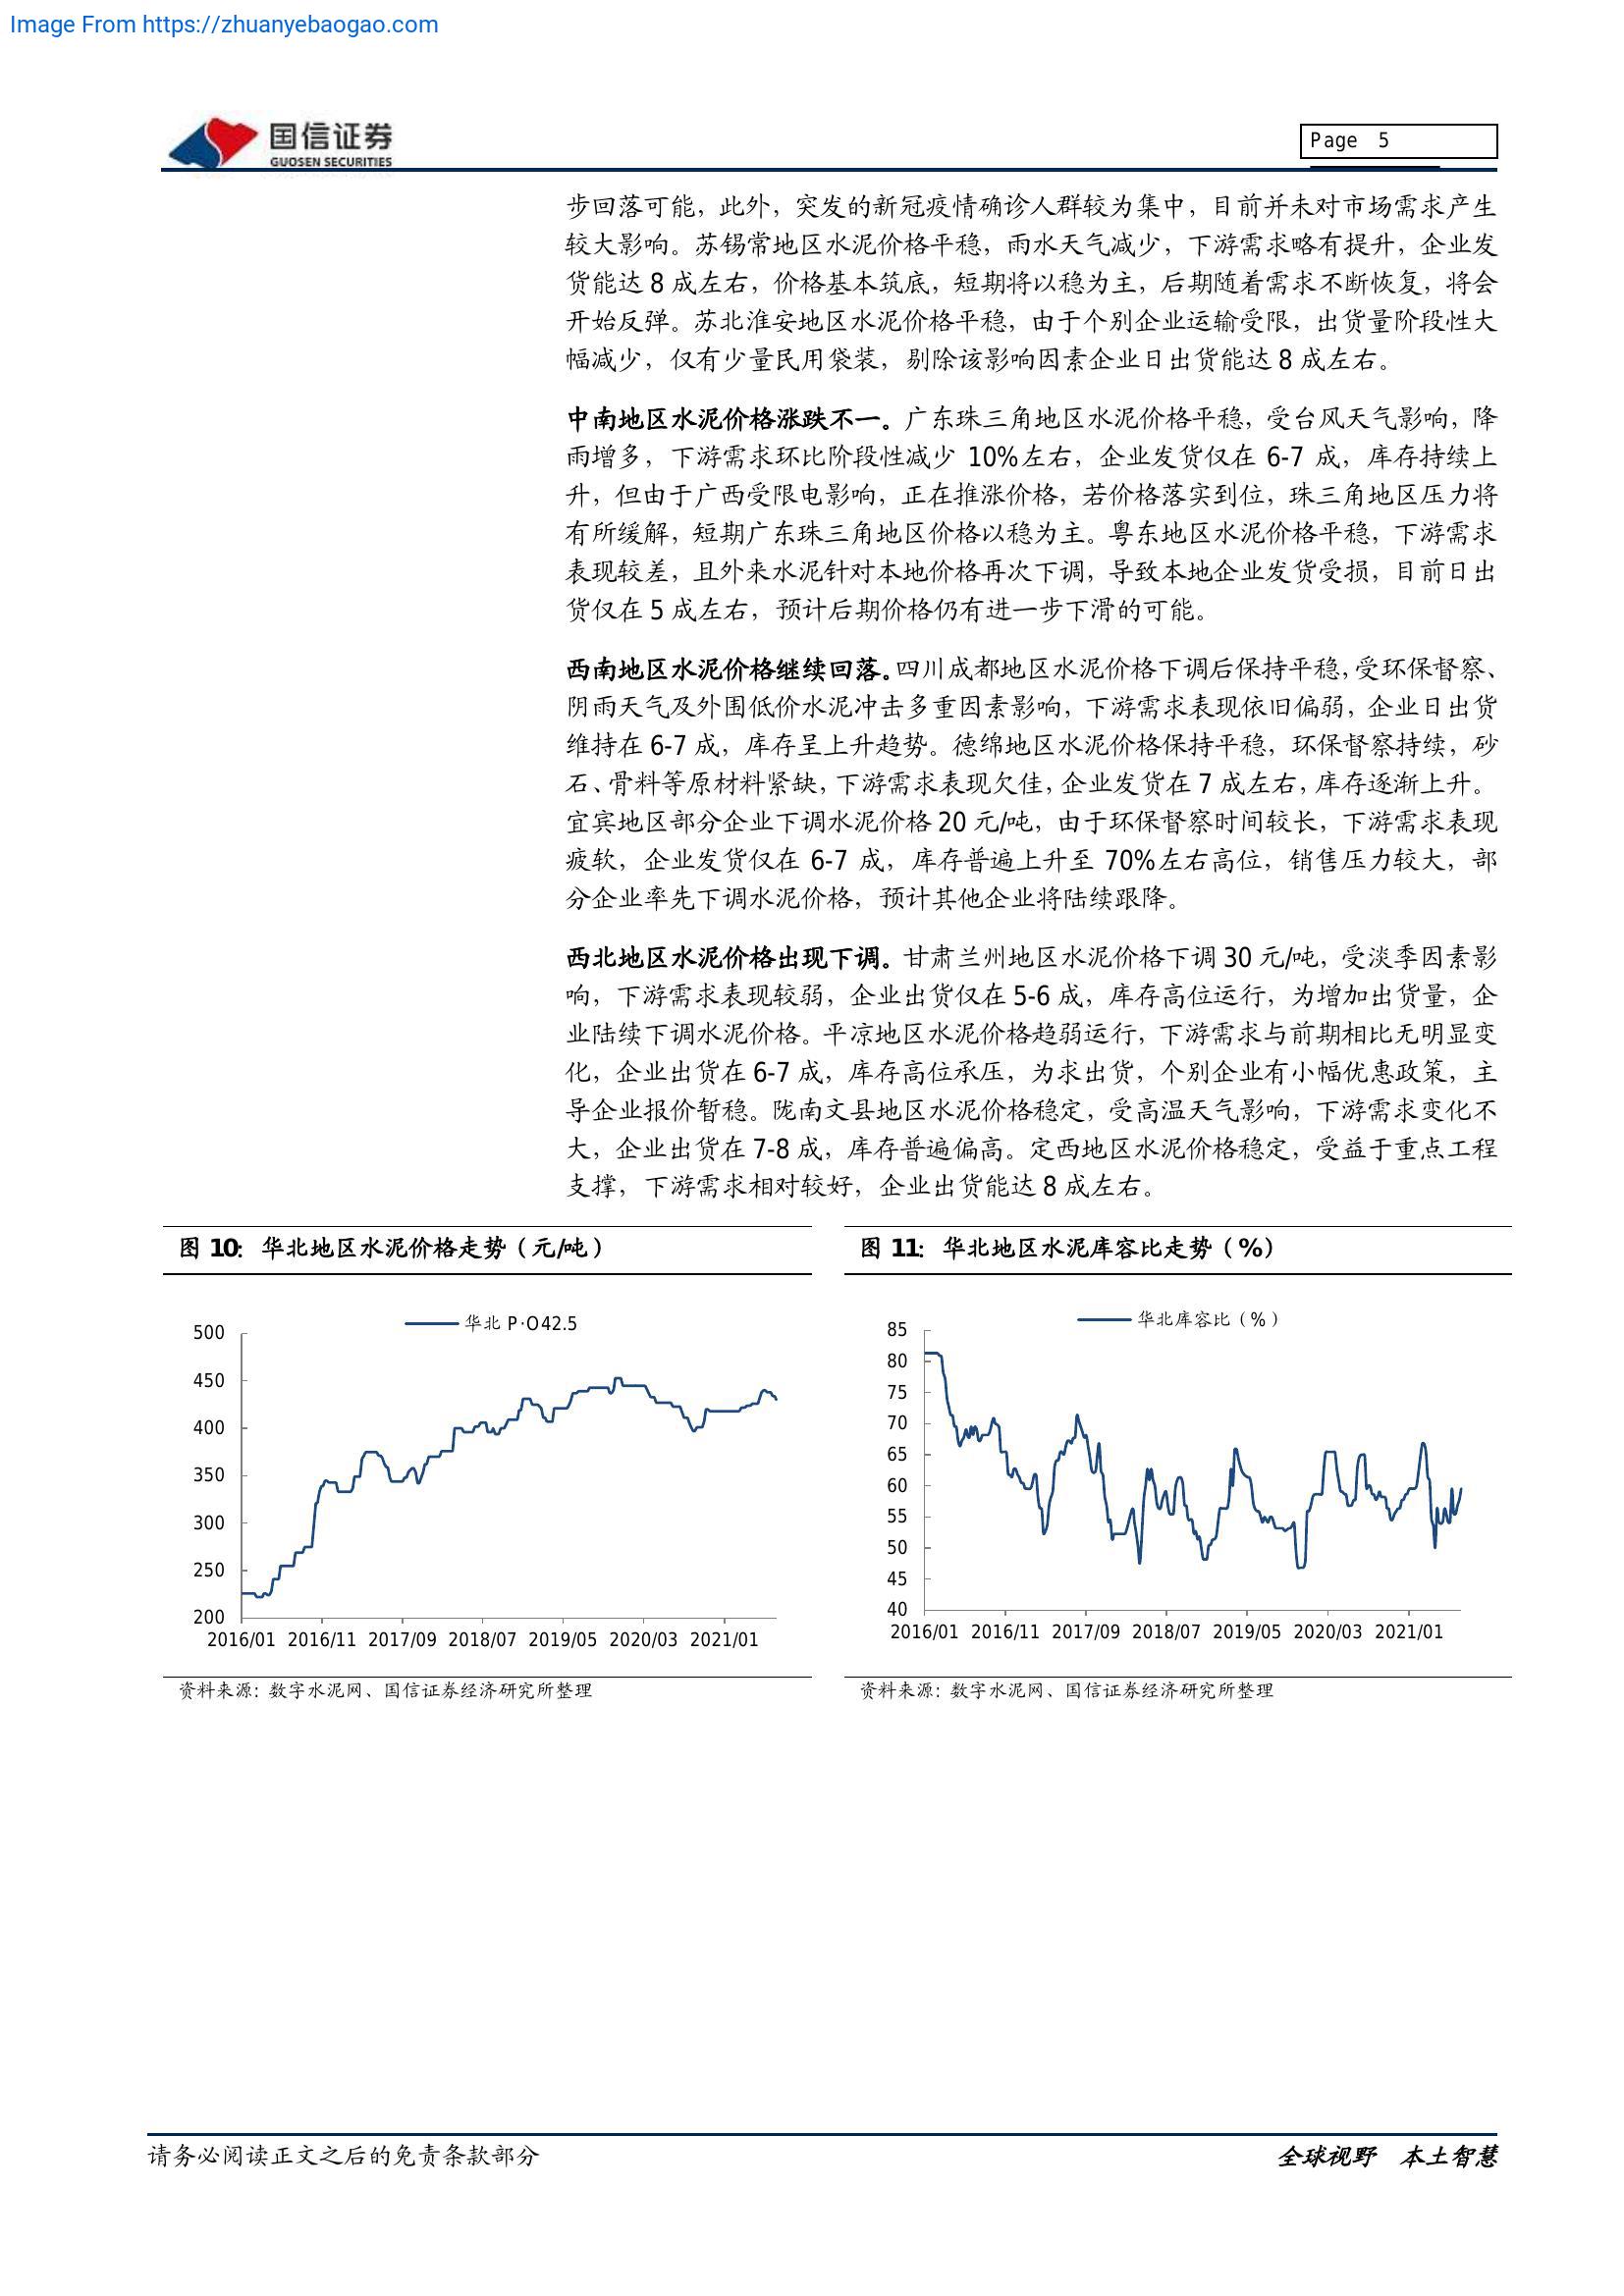 Image From https://zhuanyebaogao.com
国信证券
GUOSEN SECURITIES
Page 5
步回落可能，此外，突发的新冠疫情确诊人群较为集中，目前并未对市场需求产生
较大影响。苏锡常地区水泥价格平稳，雨水天气减少，下游需求略有提升，企业发
货能达 8 成左右，价格基本筑底，短期将以稳为主，后期随着需求不断恢复，将会
开始反弹。苏北淮安地区水泥价格平稳，由于个别企业运输受限，出货量阶段性大
幅减少，仅有少量民用袋装，剔除该影响因素企业日出货能达 8 成左右。
中南地区水泥价格涨跌不一。广东珠三角地区水泥价格平稳，受台风天气影响，降
雨增多，下游需求环比阶段性减少 10%左右，企业发货仅在 6-7 成，库存持续上
升，但由于广西受限电影响，正在推涨价格，若价格落实到位，珠三角地区压力将
有所缓解，短期广东珠三角地区价格以稳为主。粤东地区水泥价格平稳，下游需求
表现较差，且外来水泥针对本地价格再次下调，导致本地企业发货受损，目前日出
货仅在 5 成左右，预计后期价格仍有进一步下滑的可能。
西南地区水泥价格继续回落。四川成都地区水泥价格下调后保持平稳，受环保督察、
阴雨天气及外围低价水泥冲击多重因素影响，下游需求表现依旧偏弱，企业日出货
维持在 6-7 成，库存呈上升趋势。德绵地区水泥价格保持平稳，环保督察持续，砂
石、骨料等原材料紧缺，下游需求表现欠佳，企业发货在 7 成左右，库存逐渐上升。
宜宾地区部分企业下调水泥价格 20 元/吨，由于环保督察时间较长，下游需求表现
疲软，企业发货仅在 6-7 成，库存普遍上升至 70%左右高位，销售压力较大，部
分企业率先下调水泥价格，预计其他企业将陆续跟降。
西北地区水泥价格出现下调。甘肃兰州地区水泥价格下调 30 元/吨，受淡季因素影
响，下游需求表现较弱，企业出货仅在 5-6 成，库存高位运行，为增加出货量，企
业陆续下调水泥价格。平凉地区水泥价格趋弱运行，下游需求与前期相比无明显变
化，企业出货在 6-7 成，库存高位承压，为求出货，个别企业有小幅优惠政策，主
导企业报价暂稳。陇南文县地区水泥价格稳定，受高温天气影响，下游需求变化不
大，企业出货在 7-8 成，库存普遍偏高。定西地区水泥价格稳定，受益于重点工程
支撑，下游需求相对较好，企业出货能达 8 成左右。
图 10：华北地区水泥价格走势（元/吨）
华北 P·O42.5
500
450
400
350
300
250
200
2016/01 2016/11 2017/09 2018/07 2019/05 2020/03 2021/01
资料来源：数字水泥网、国信证券经济研究所整理
图 11：华北地区水泥库容比走势（%）
华北库容比（%）
85
80
75
70
65
60
55
50
45
40
2016/01 2016/11 2017/09 2018/07 2019/05 2020/03 2021/01
资料来源：数字水泥网、国信证券经济研究所整理
请务必阅读正文之后的免责条款部分
全球视野 本土智慧